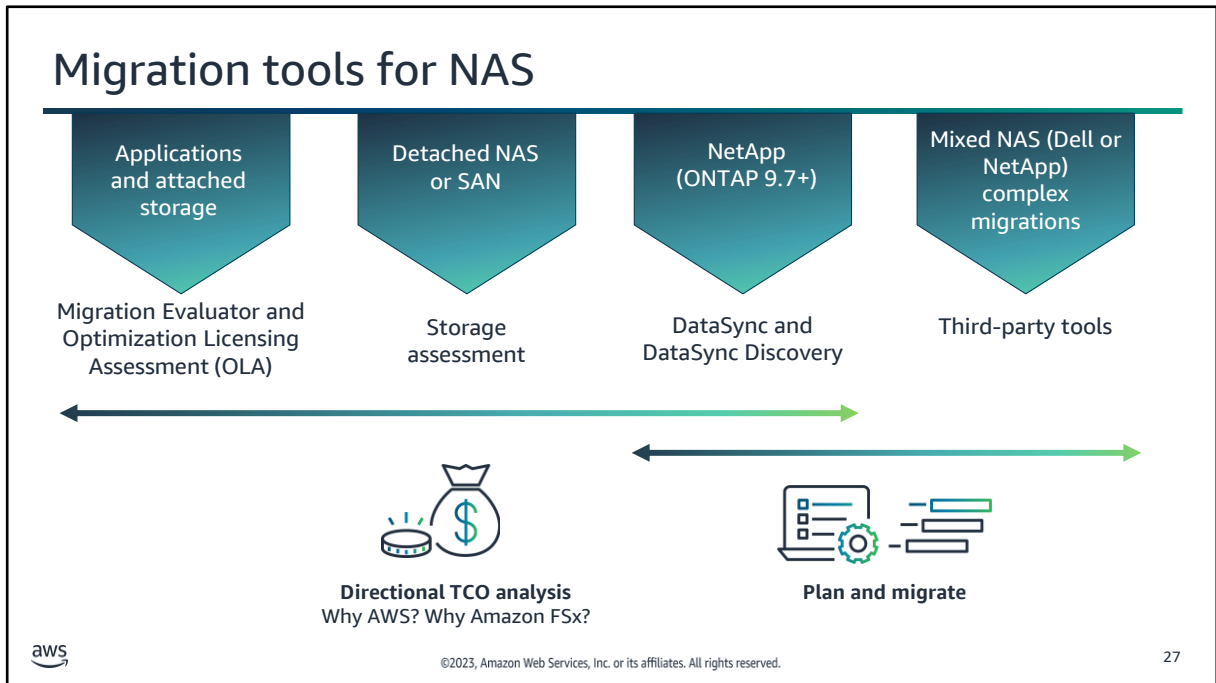 Migration tools for NAS
Applications
and attached
storage
Detached NAS
or SAN
NetApp
(ONTAP 9.7+)
Mixed NAS (Dell or
NetApp)
complex
migrations
Migration Evaluator and
Optimization Licensing
Assessment (OLA)
Storage
assessment
DataSync and
DataSync Discovery
Third-party tools
$
Directional TCO analysis
Why AWS? Why Amazon FSx?
Plan and migrate
aws
©2023, Amazon Web Services, Inc. or its affiliates. All rights reserved.
27